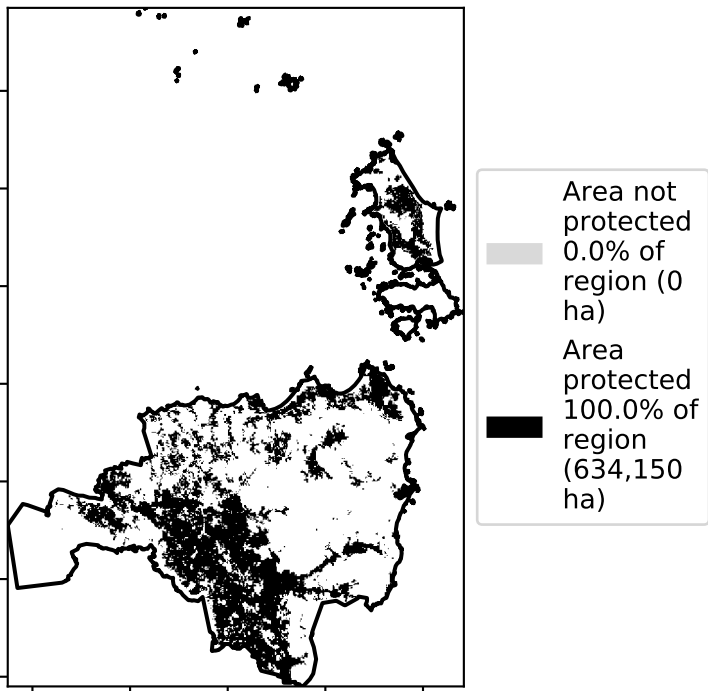 Area not
protected
0.0% of
region (0
ha)
Area
protected
100.0% of
region
(634,150
ha)